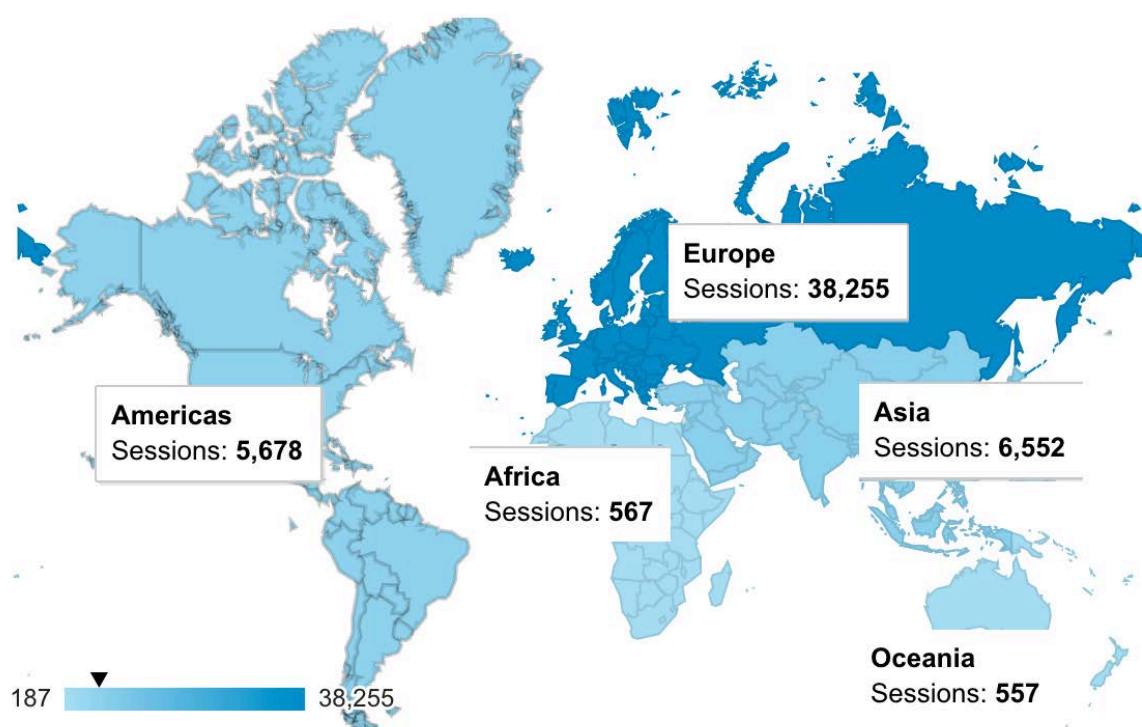 Europe
Sessions: 38,255
Americas
Sessions: 5,678
Asia
Sessions: 6,552
Africa
Sessions: 567
Oceania
Sessions: 557
187 38,255